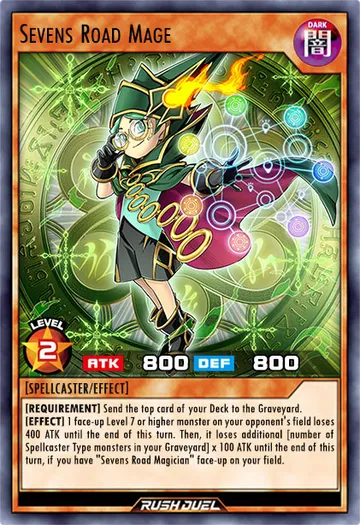 Sevens Road Mage
DARK
闇
LEVEL
2
ATK 800 DEF 800
[SPELLCASTER/EFFECT]
[REQUIREMENT] Send the top card of your Deck to the Graveyard.
[EFFECT] 1 face-up Level 7 or higher monster on your opponent's field loses
400 ATK until the end of this turn. Then, it loses additional [number of
Spellcaster Type monsters in your Graveyard] x 100 ATK until the end of this
turn, if you have "Sevens Road Magician" face-up on your field.
RUSH DUEL